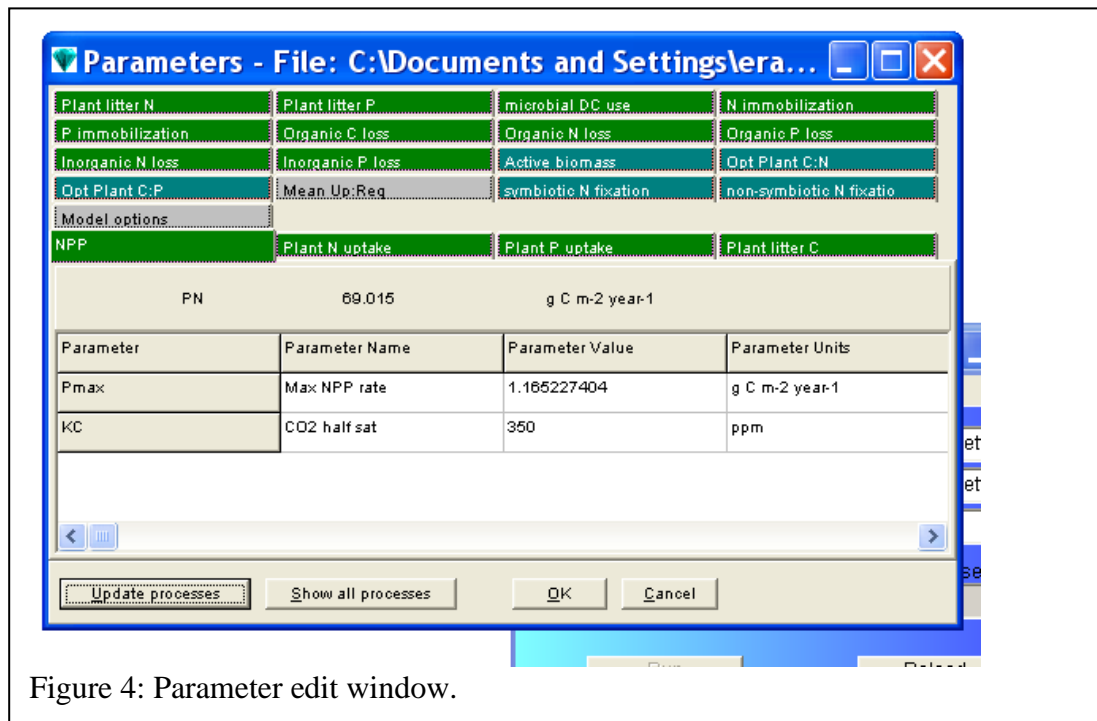 Parameters - File: C:\Documents and Settings\era...
Plant litter N Plant litter P microbial DC use N immobilization
P immobilization Organic C loss Organic N loss Organic P loss
Inorganic N loss Inorganic P loss Active biomass Opt Plant C:N
Opt Plant C:P Mean Up:Req symbiotic N fixation non-symbiotic N fixatio
Model options
NPP Plant N uptake Plant P uptake Plant litter C
PN 69.015 g C m-2 year-1
Parameter Parameter Name Parameter Value Parameter Units
Pmax Max NPP rate 1.165227404 g C m-2 year-1
KC CO2 half sat 350 ppm
et
et
se
Update processes Show all processes OK Cancel
Figure 4: Parameter edit window.